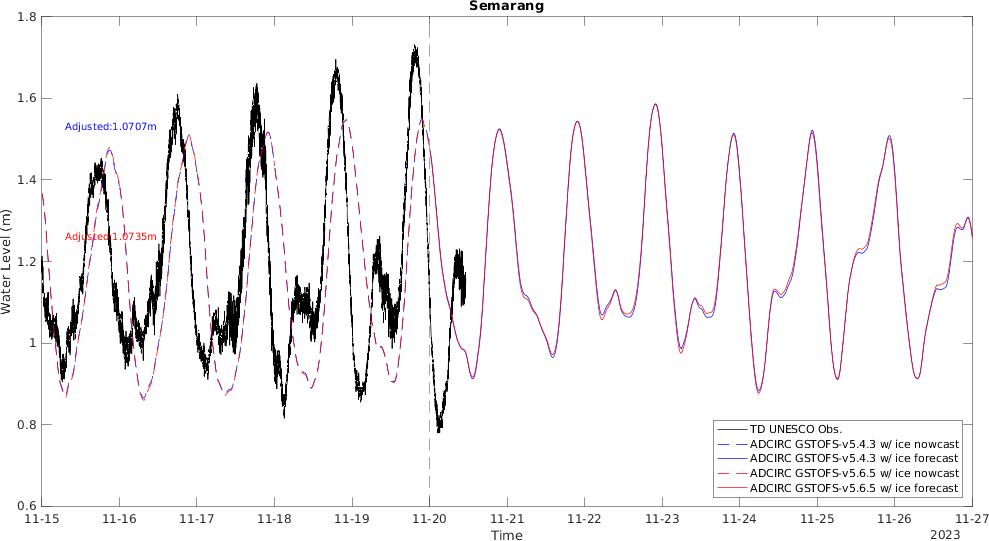 Semarang
1.8
1.6
1.4
1.2
1
0.8
0.6
Water Level (m)
Adjusted:1.0707m
Adjusted:1.0735m
TD UNESCO Obs.
ADCIRC GSTOFS-v5.4.3 w/ ice nowcast
ADCIRC GSTOFS-v5.4.3 w/ ice forecast
ADCIRC GSTOFS-v5.6.5 w/ ice nowcast
ADCIRC GSTOFS-v5.6.5 w/ ice forecast
11-15 11-16 11-17 11-18 11-19 11-20 11-21 11-22 11-23 11-24 11-25 11-26 11-27
Time
2023